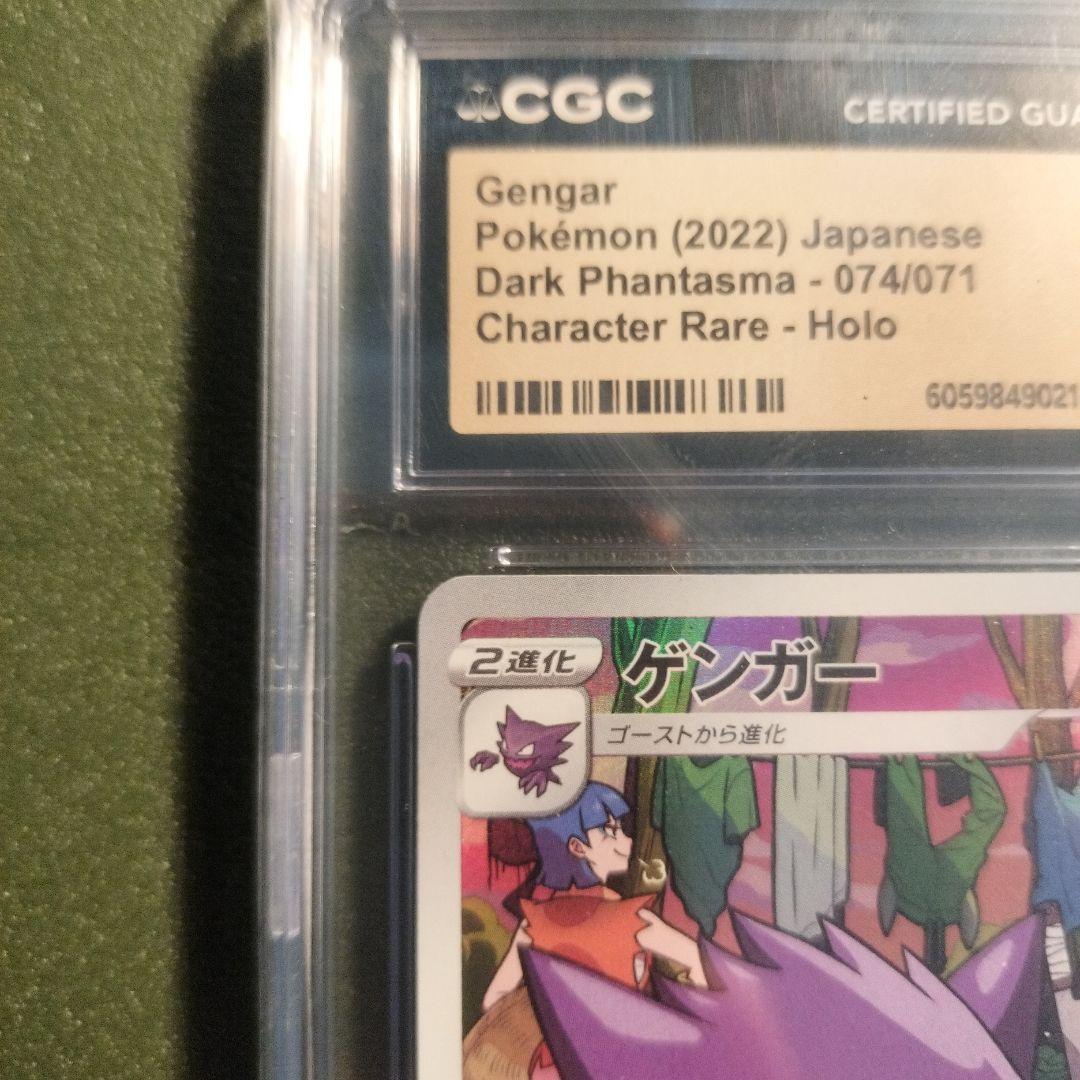 CGC
CERTIFIED GUA
Gengar
Pokémon (2022) Japanese
Dark Phantasma - 074/071
Character Rare - Holo
6059849021
2進化
ゲンガー
ゴーストから進化